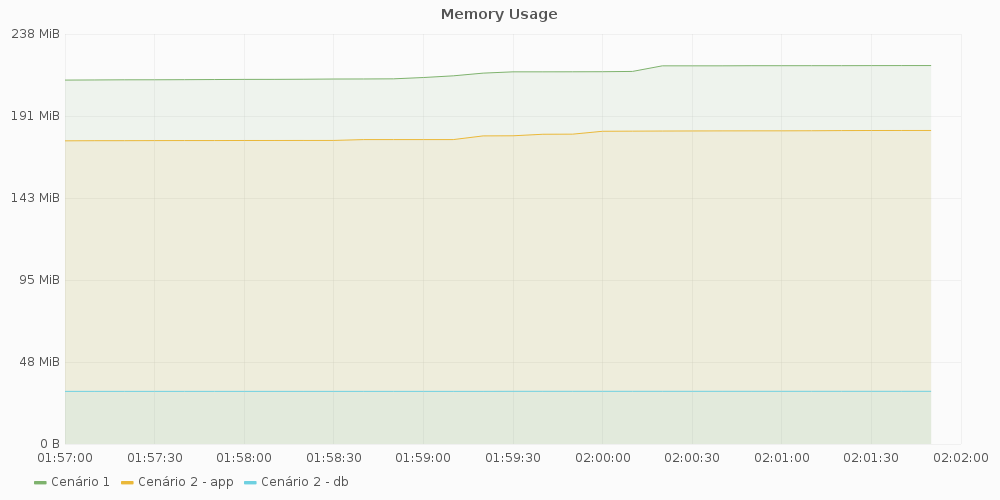 Memory Usage
238 MiB
191 MiB
143 MiB
95 MiB
48 MiB
0 B
01:57:00 01:57:30 01:58:00 01:58:30 01:59:00 01:59:30 02:00:00 02:00:30 02:01:00 02:01:30 02:02:00
Cenário 1 Cenário 2 - app Cenário 2 - db